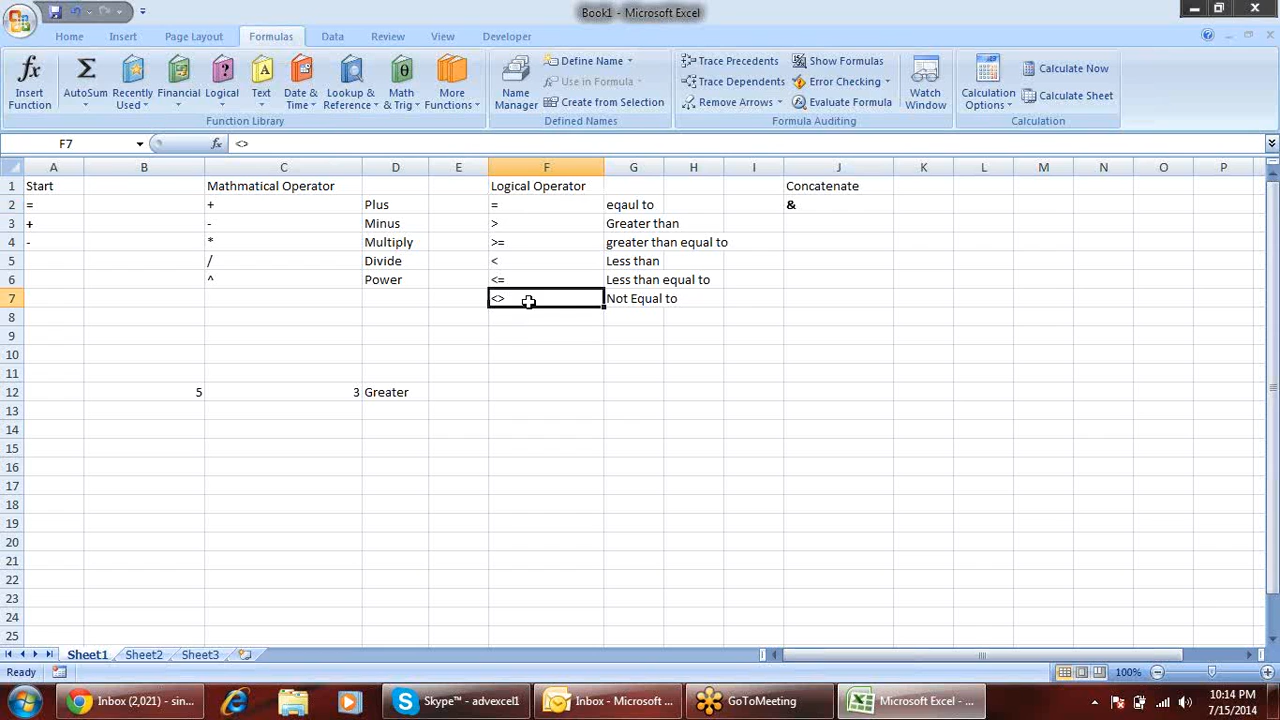 Book1 - Microsoft Excel
Home Insert Page Layout Formulas Data Review View Developer
fx Insert Function
Σ AutoSum
Recently Used
Financial
Logical
Text
Date & Time
Lookup & Reference
Math & Trig
More Functions
Function Library
Name Manager
Define Name
Use in Formula
Create from Selection
Defined Names
Trace Precedents
Trace Dependents
Remove Arrows
Show Formulas
Error Checking
Evaluate Formula
Watch Window
Formula Auditing
Calculation Options
Calculate Now
Calculate Sheet
Calculation
F7 fx <>
A B C D E F G H I J K L M N O P
1 Start Mathmatical Operator Logical Operator Concatenate
2 = + Plus = eqaul to &
3 + - Minus > Greater than
4 - * Multiply >= greater than equal to
5 / Divide < Less than
6 ^ Power <= Less than equal to
7 <> Not Equal to
8
9
10
11
12 5 3 Greater
13
14
15
16
17
18
19
20
21
22
23
24
25
Sheet1 Sheet2 Sheet3
Ready 100%
Inbox (2,021) - sin... Skype™ - advexcel1 Inbox - Microsoft ... GoToMeeting Microsoft Excel - ... 10:14 PM
7/15/2014